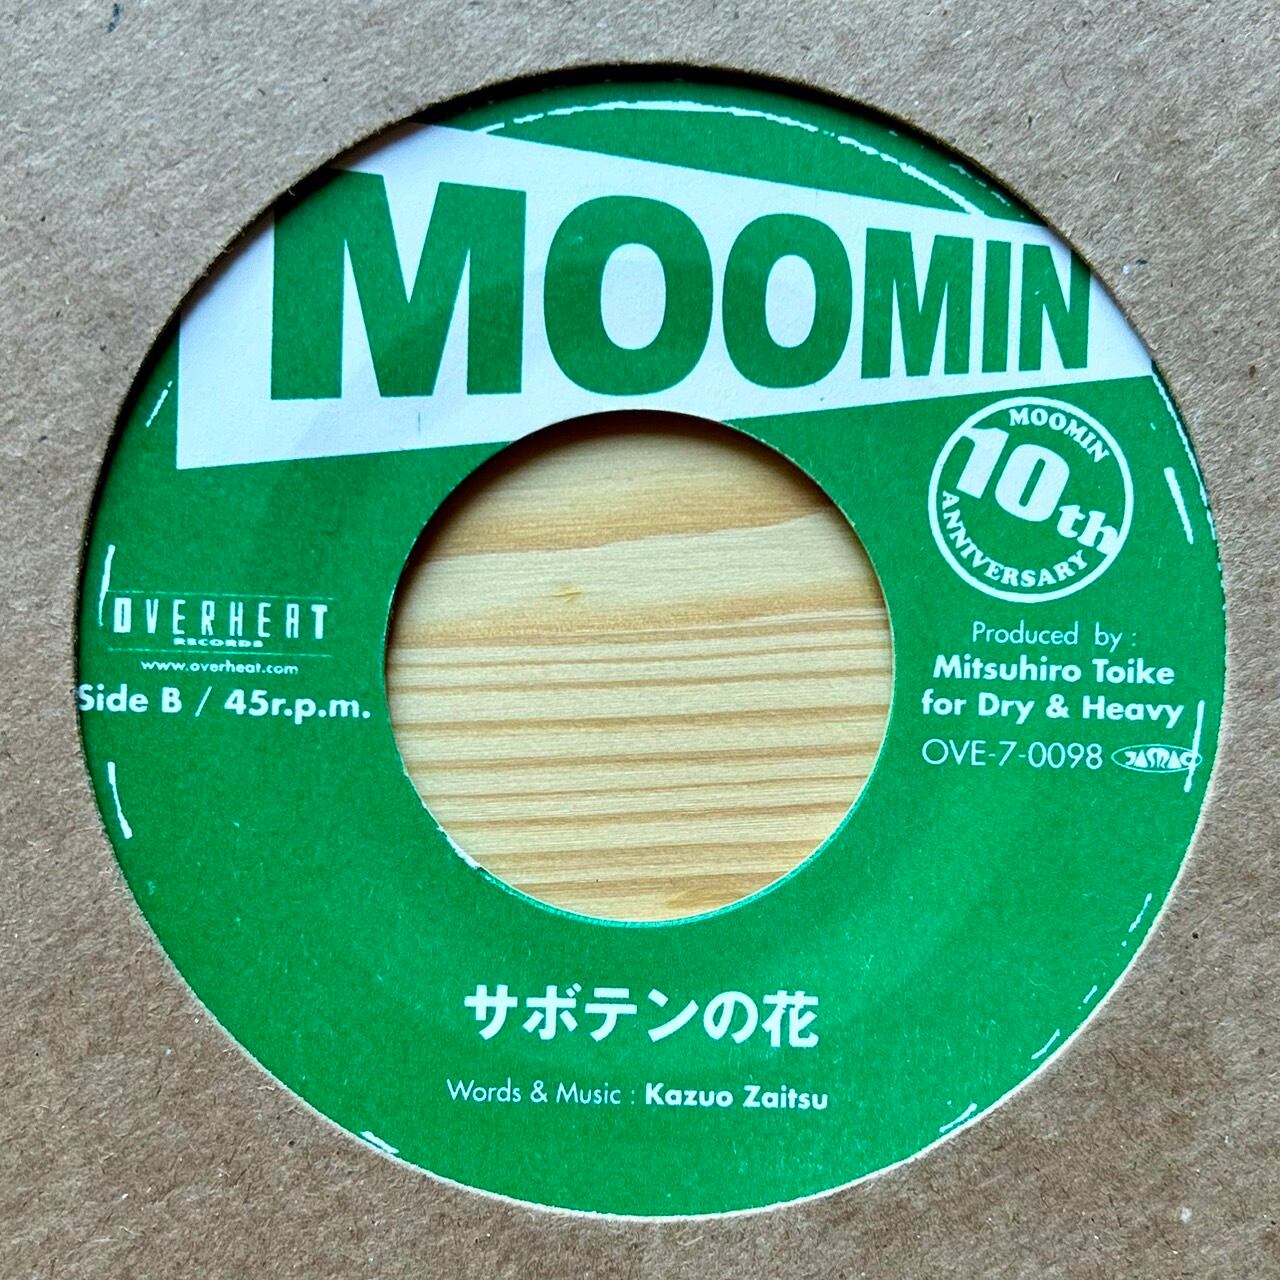 MOOMIN
MOOMIN
10th
ANNIVERSARY
OVERHEAT
RECORDS
www.overheat.com
Side B / 45r.p.m.
Produced by :
Mitsuhiro Toike
for Dry & Heavy
OVE-7-0098 JASRAC
サボテンの花
Words & Music : Kazuo Zaitsu